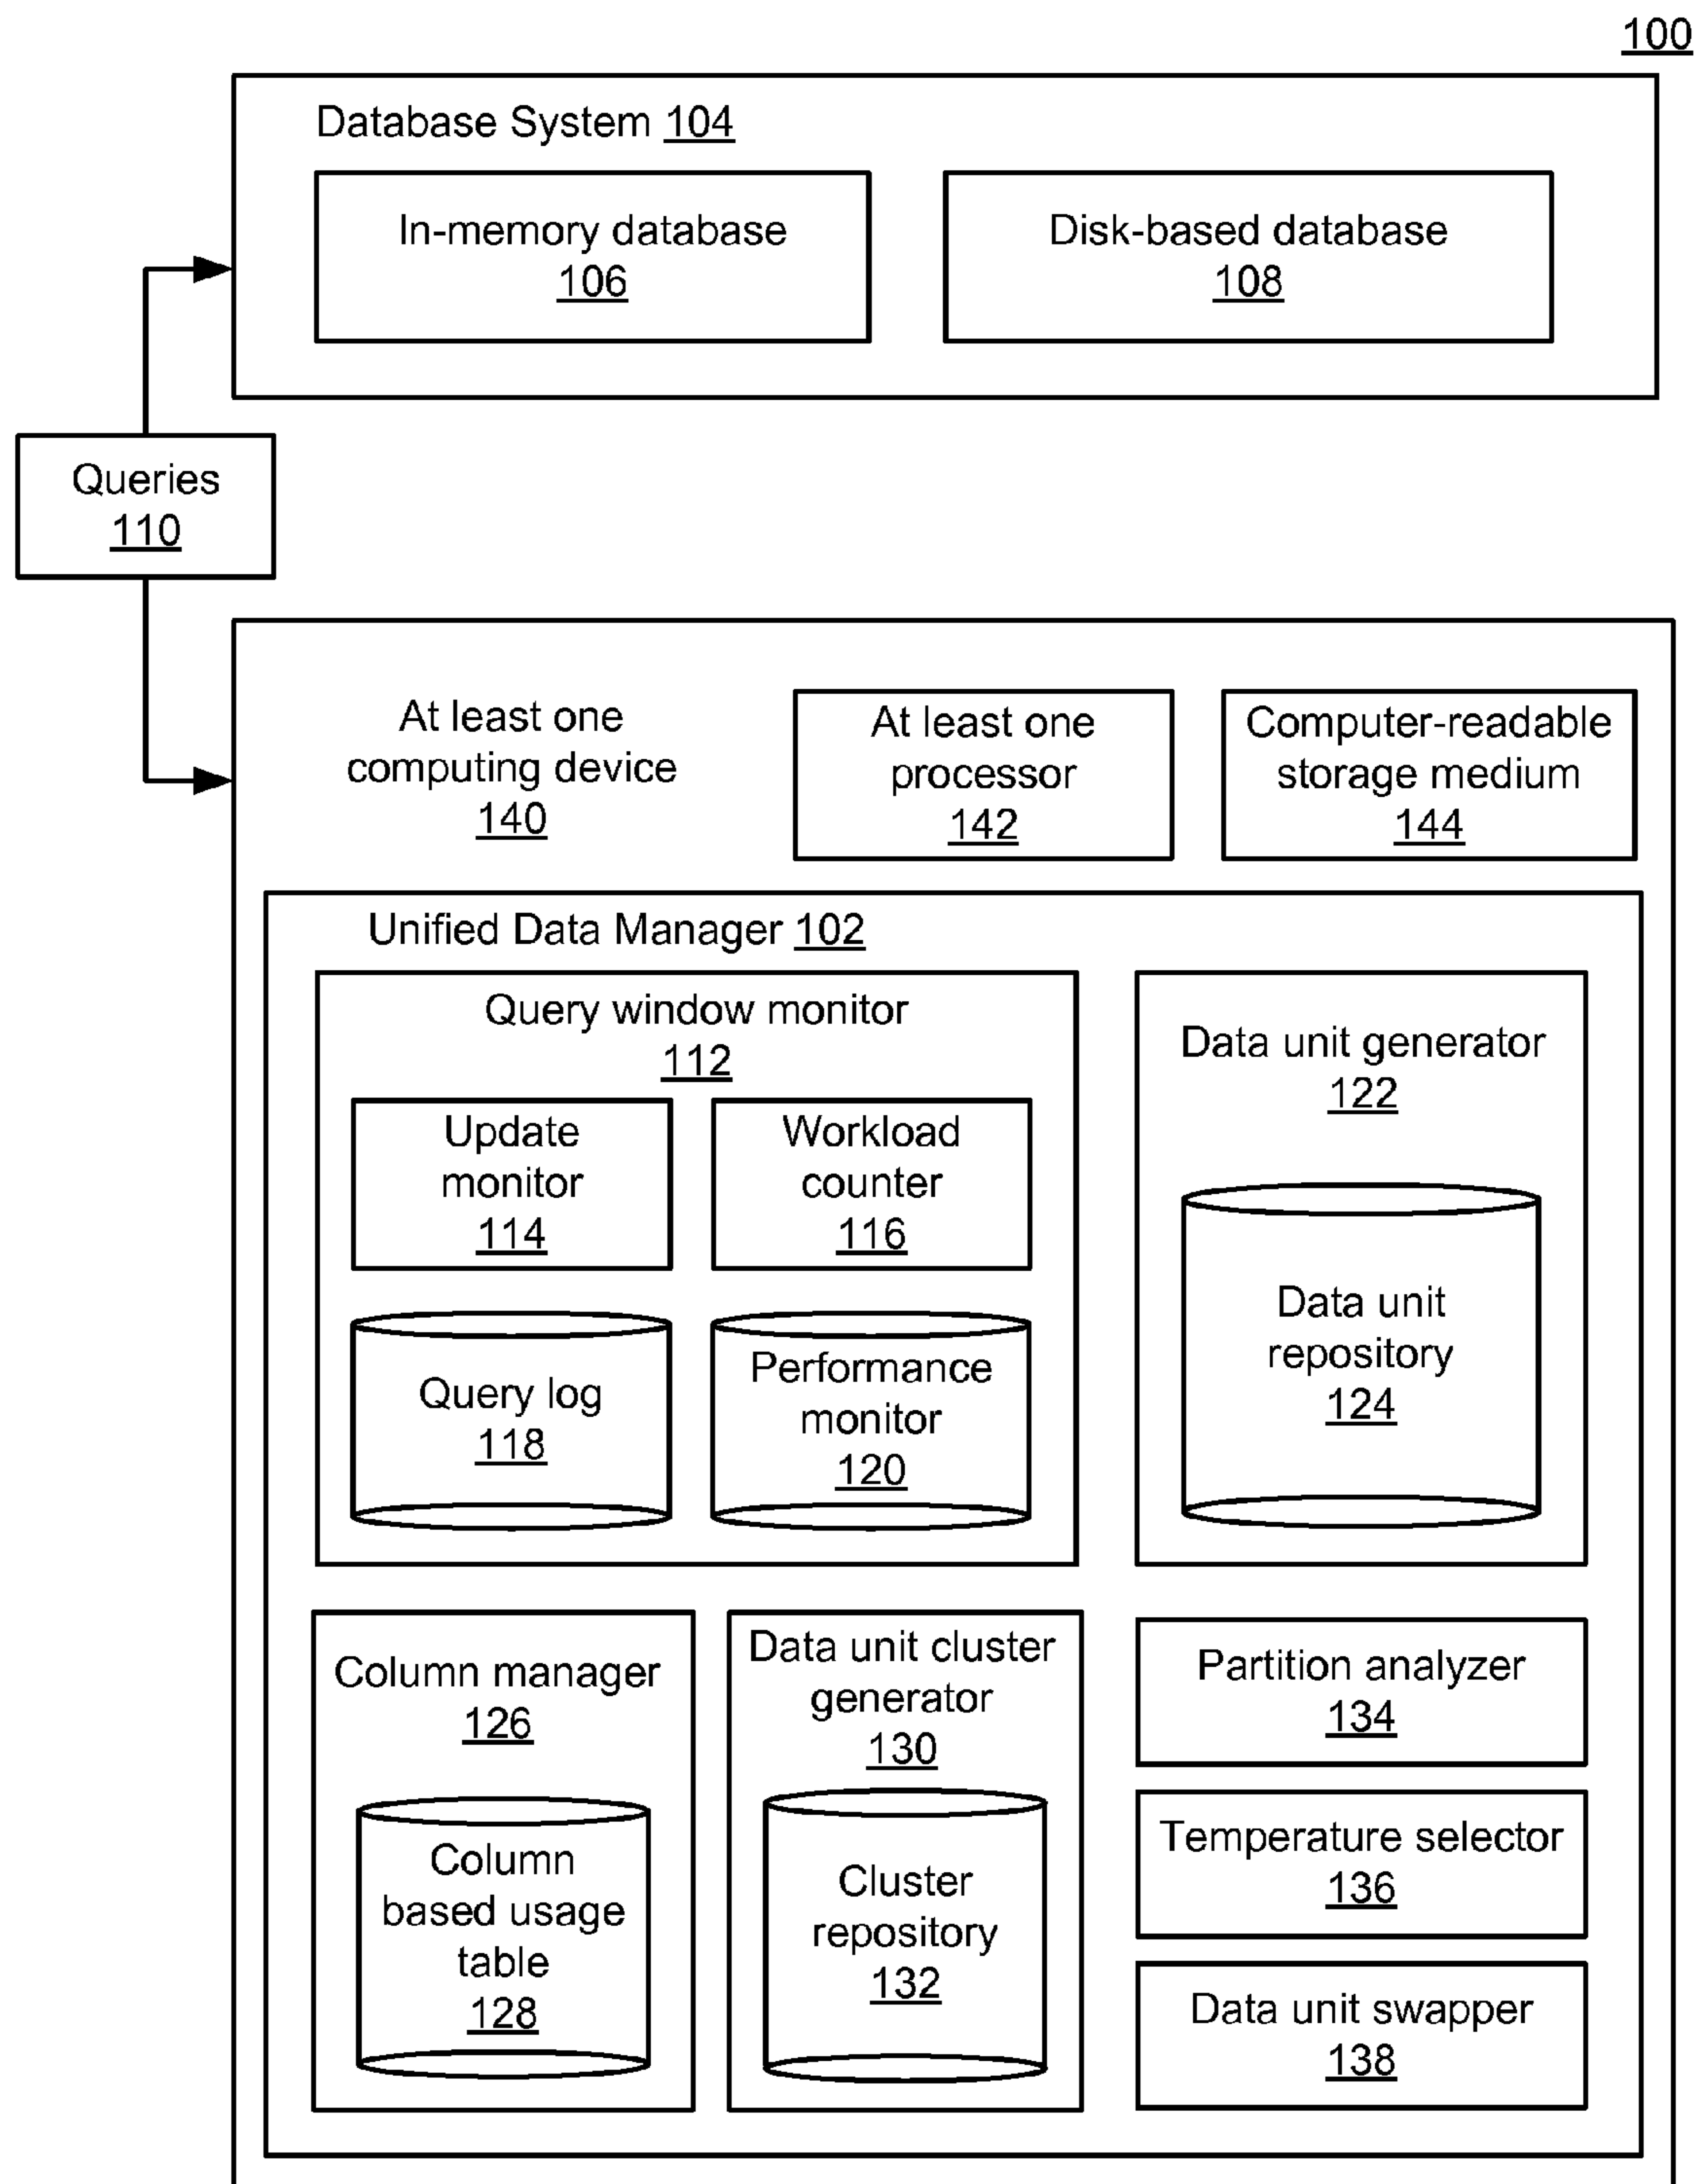 100
Database System 104
In-memory database
106
Disk-based database
108
Queries
110
At least one
computing device
140
At least one
processor
142
Computer-readable
storage medium
144
Unified Data Manager 102
Query window monitor
112
Update
monitor
114
Workload
counter
116
Query log
118
Performance
monitor
120
Data unit generator
122
Data unit
repository
124
Column manager
126
Column
based usage
table
128
Data unit cluster
generator
130
Cluster
repository
132
Partition analyzer
134
Temperature selector
136
Data unit swapper
138